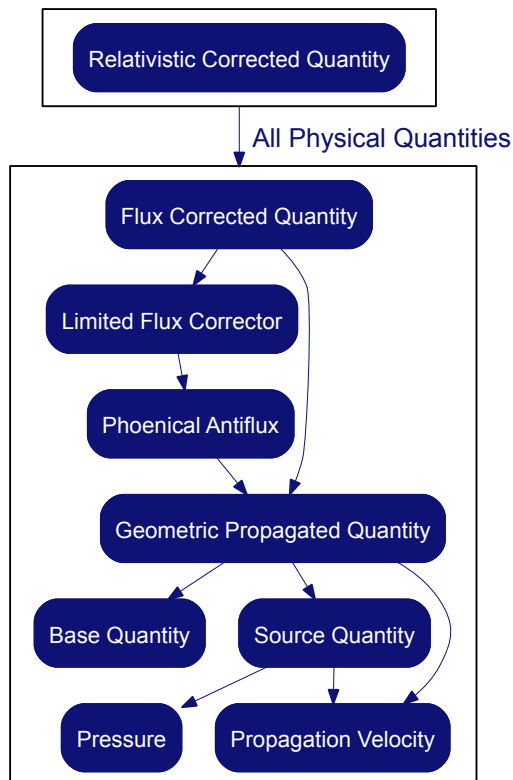 Relativistic Corrected Quantity
All Physical Quantities
Flux Corrected Quantity
Limited Flux Corrector
Phoenical Antiflux
Geometric Propagated Quantity
Base Quantity
Source Quantity
Pressure
Propagation Velocity